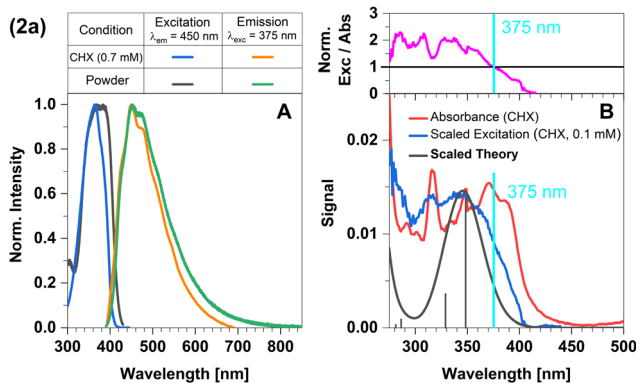 (2a)
Condition Excitation Emission
λem = 450 nm λexc = 375 nm
CHX (0.7 mM)
Powder
A
1.0
0.8
0.6
0.4
0.2
0.0
Norm. Intensity
300 400 500 600 700 800
Wavelength [nm]
375 nm
3
2
1
0
Norm.
Exc / Abs
B
Absorbance (CHX)
Scaled Excitation (CHX, 0.1 mM)
Scaled Theory
375 nm
0.02
0.01
0.00
Signal
300 350 400 450 500
Wavelength [nm]